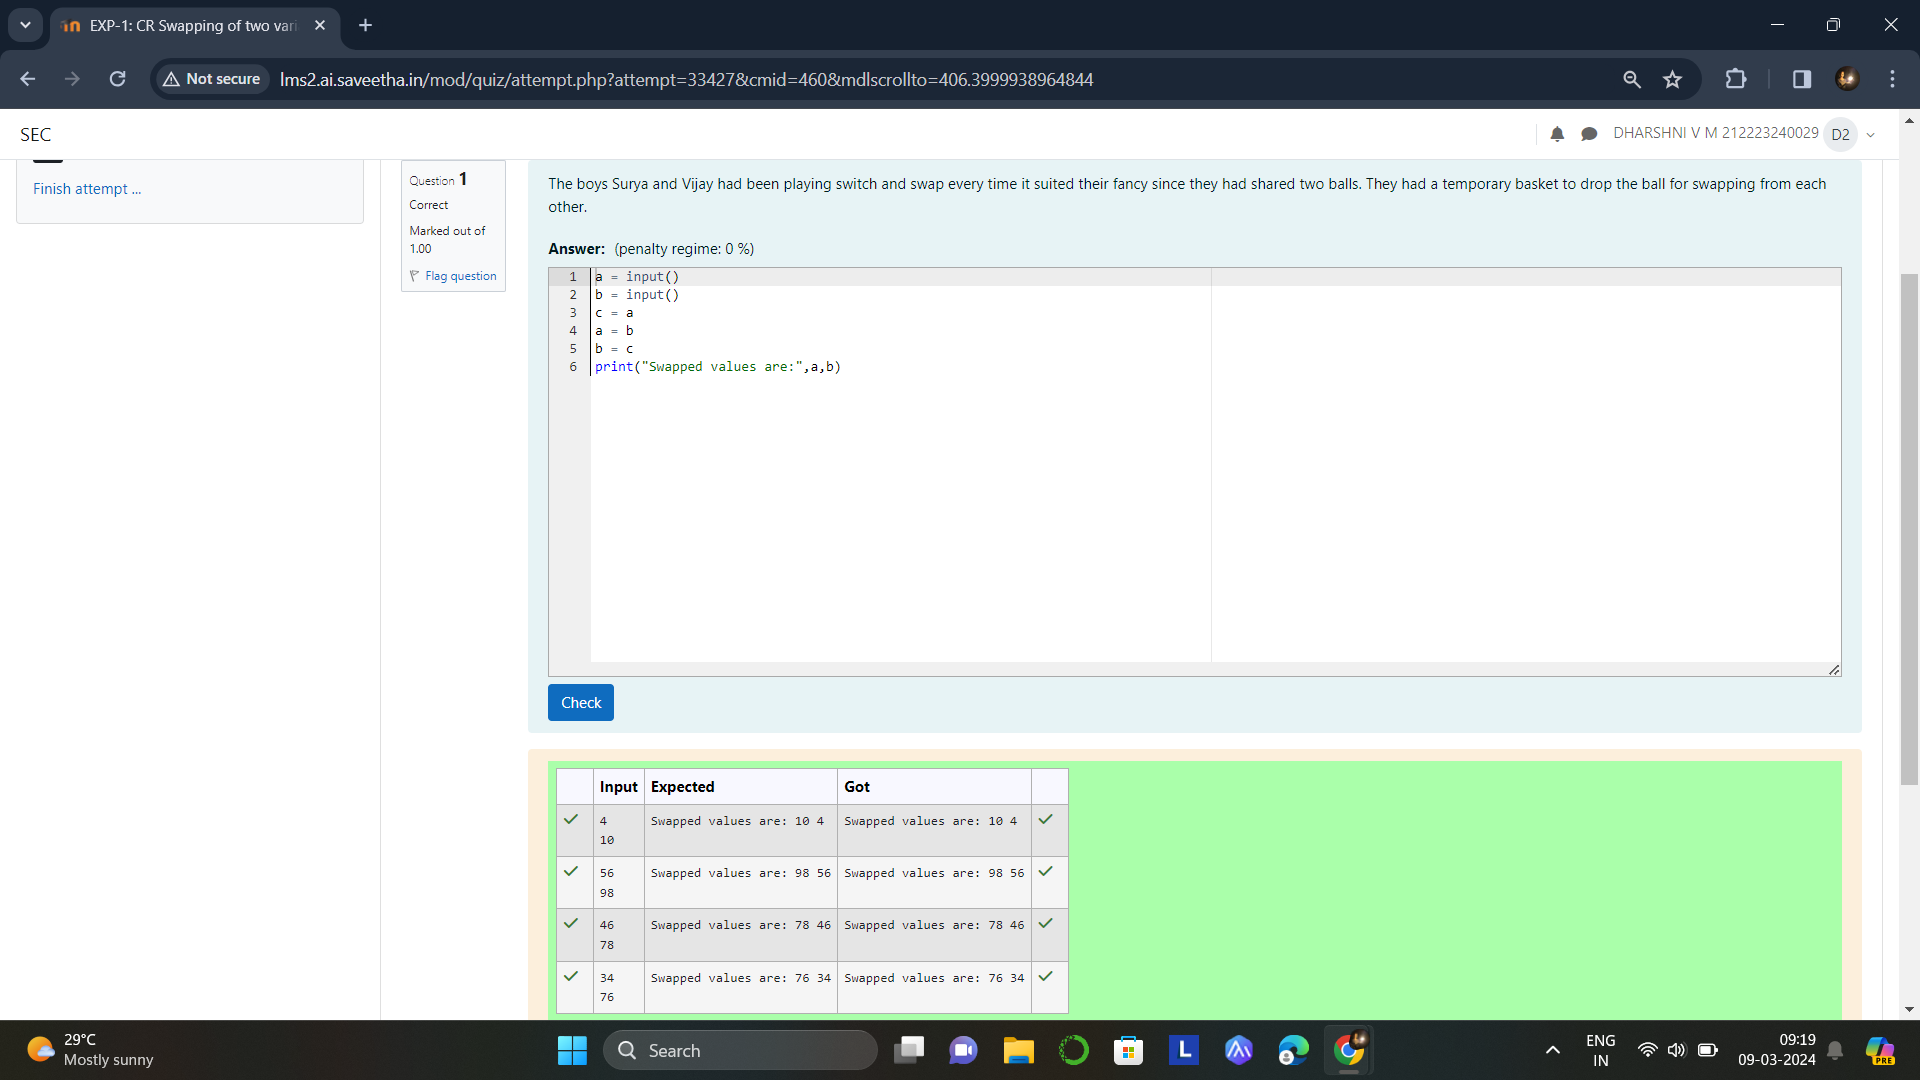 EXP-1: CR Swapping of two vari
Not secure
lms2.ai.saveetha.in/mod/quiz/attempt.php?attempt=33427&cmid=460&mdlscrollto=406.3999938964844
SEC
DHARSHNI V M 212223240029
D2
Finish attempt ...
Question 1
Correct
Marked out of
1.00
Flag question
The boys Surya and Vijay had been playing switch and swap every time it suited their fancy since they had shared two balls. They had a temporary basket to drop the ball for swapping from each
other.
Answer: (penalty regime: 0 %)
1 a = input()
2 b = input()
3 c = a
4 a = b
5 b = c
6 print("Swapped values are:",a,b)
Check
Input Expected Got
4 Swapped values are: 10 4 Swapped values are: 10 4
10
56 Swapped values are: 98 56 Swapped values are: 98 56
98
46 Swapped values are: 78 46 Swapped values are: 78 46
78
34 Swapped values are: 76 34 Swapped values are: 76 34
76
29°C
Mostly sunny
Search
L
PRE
ENG
IN
09:19
09-03-2024